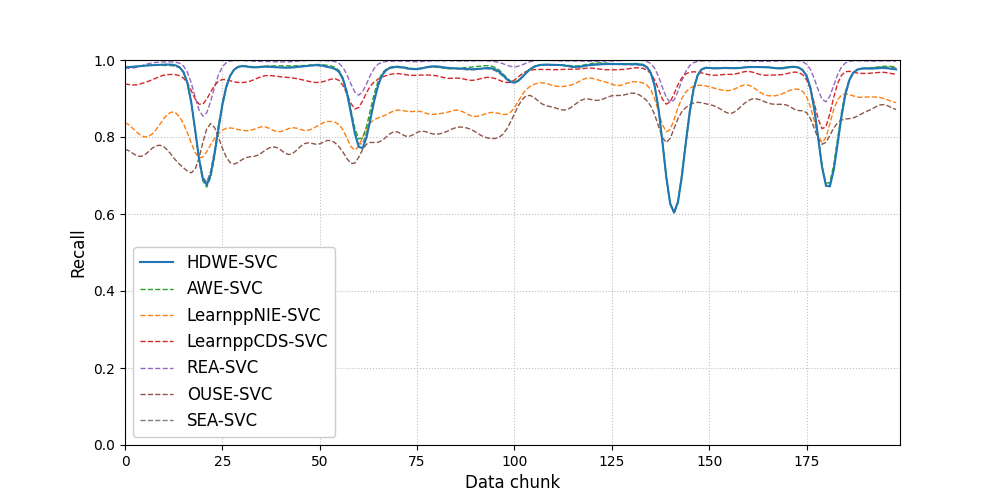 1.0
0.8
0.6
0.4
0.2
0.0
Recall
HDWE-SVC
AWE-SVC
LearnppNIE-SVC
LearnppCDS-SVC
REA-SVC
OUSE-SVC
SEA-SVC
0 25 50 75 100 125 150 175
Data chunk